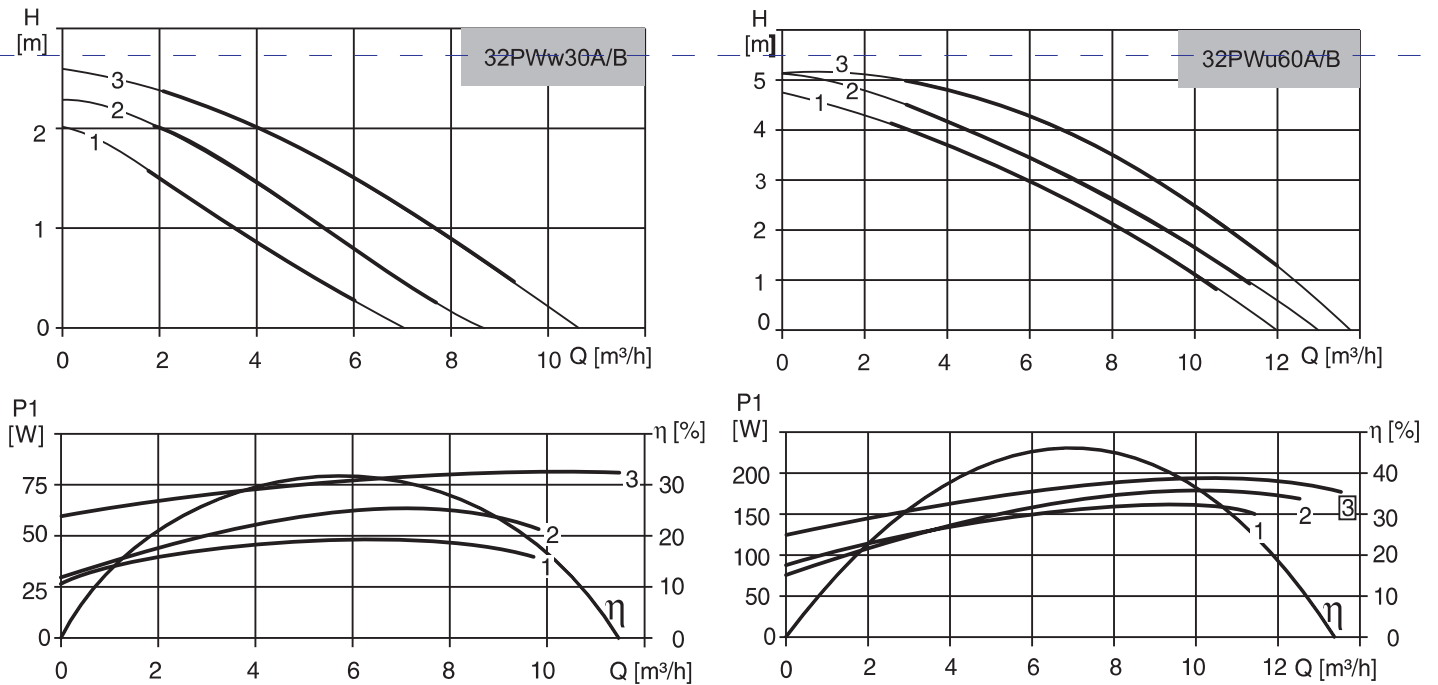 H
[m]
32PWw30A/B
3
2
1
2
1
0
0 2 4 6 8 10 Q [m³/h]
H
[m]
32PWu60A/B
5
4
3
2
1
0
3
2
1
0 2 4 6 8 10 12 Q [m³/h]
P1
[W]
η [%]
75
50
25
0
30
20
10
0
3
2
1
η
0 2 4 6 8 10 Q [m³/h]
P1
[W]
η [%]
200
150
100
50
0
40
30
20
10
0
3
2
1
η
0 2 4 6 8 10 12 Q [m³/h]